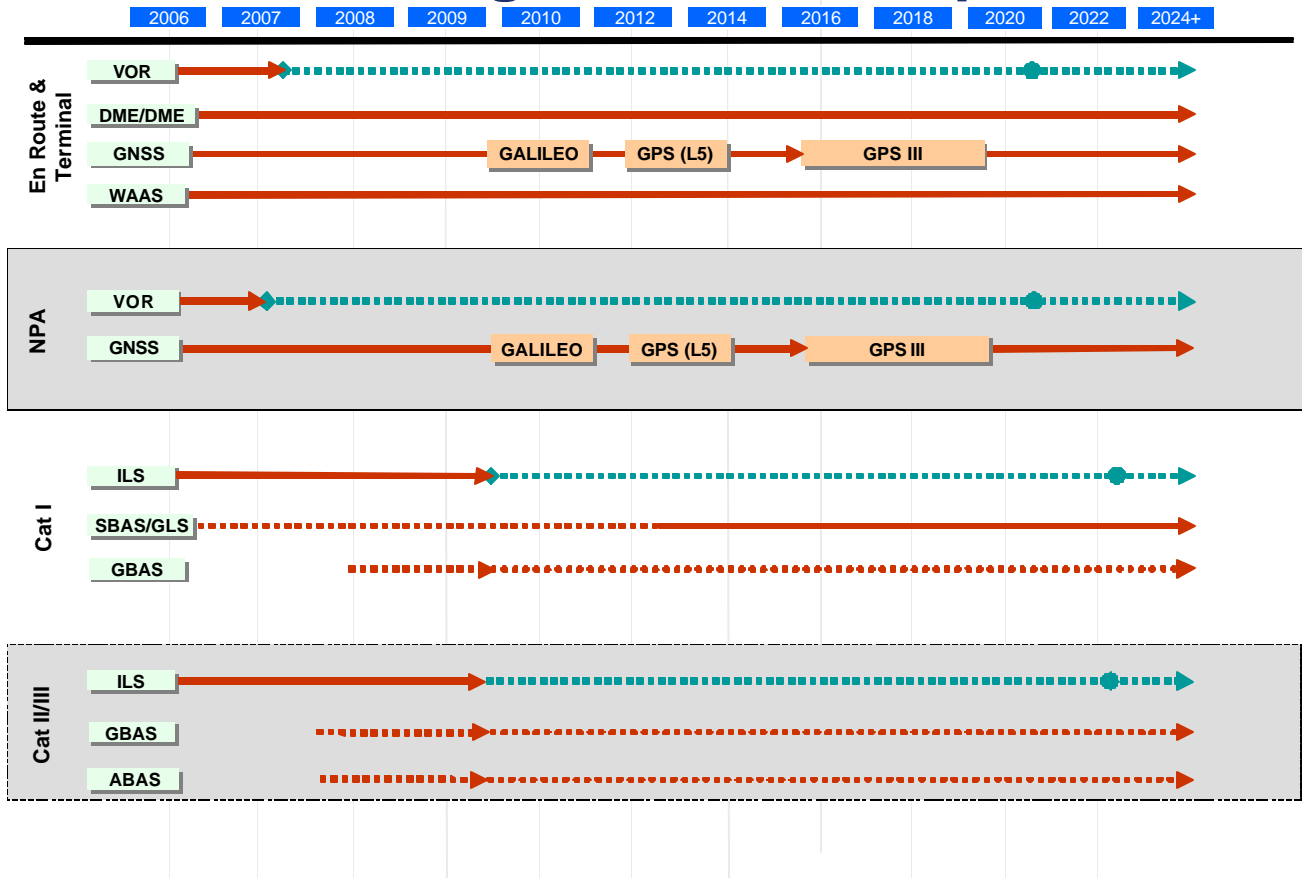 2006 2007 2008 2009 2010 2012 2014 2016 2018 2020 2022 2024+
En Route &
Terminal
VOR
DME/DME
GNSS GALILEO GPS (L5) GPS III
WAAS
NPA
VOR
GNSS GALILEO GPS (L5) GPS III
Cat I
ILS
SBAS/GLS
GBAS
Cat II/III
ILS
GBAS
ABAS